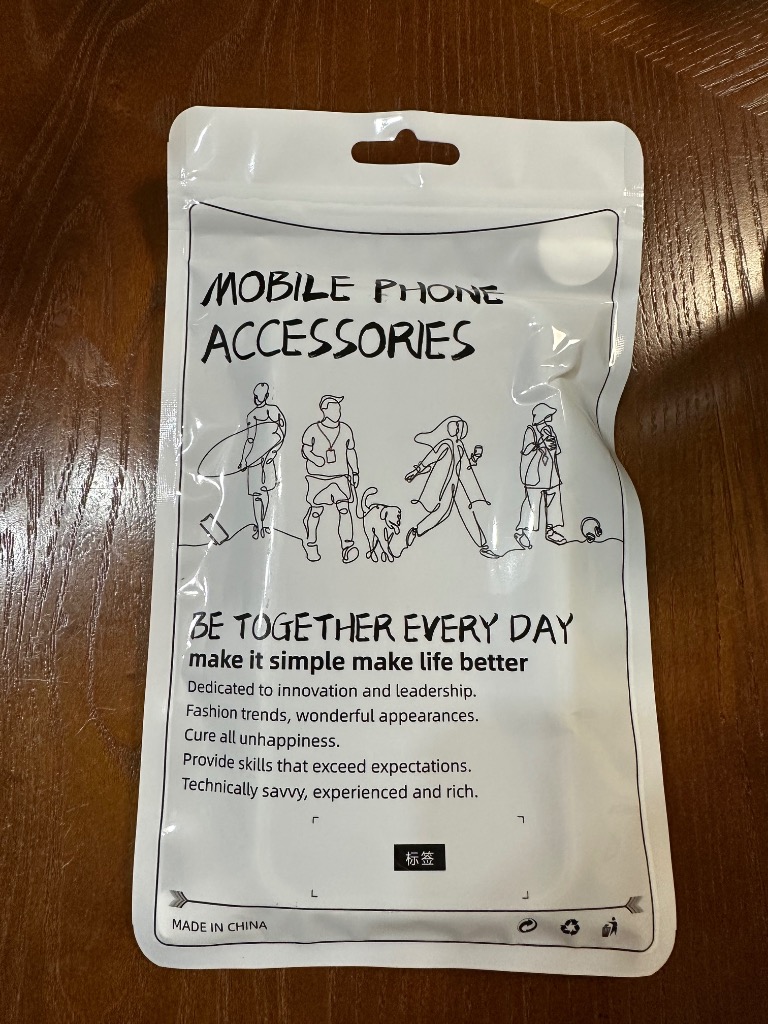 MOBILE PHONE
ACCESSORIES
BE TOGETHER EVERY DAY
make it simple make life better
Dedicated to innovation and leadership.
Fashion trends, wonderful appearances.
Cure all unhappiness.
Provide skills that exceed expectations.
Technically savvy, experienced and rich.
标签
MADE IN CHINA